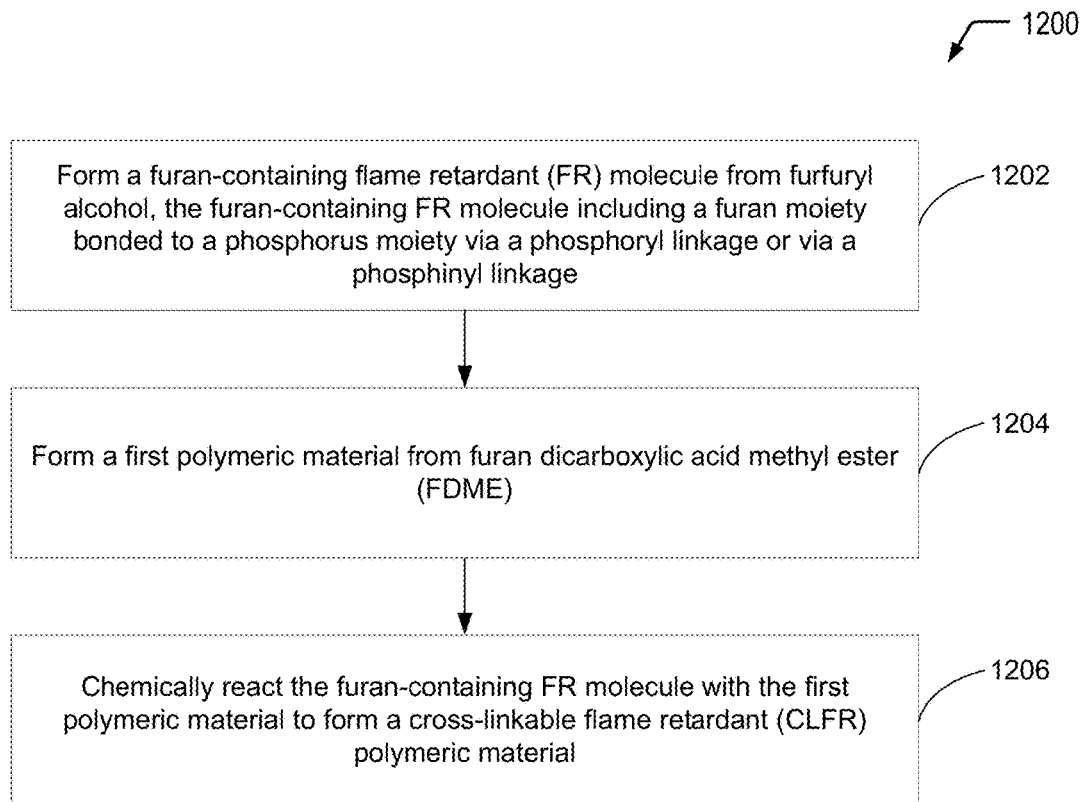 1200
Form a furan-containing flame retardant (FR) molecule from furfuryl
alcohol, the furan-containing FR molecule including a furan moiety
bonded to a phosphorus moiety via a phosphoryl linkage or via a
phosphinyl linkage
1202
Form a first polymeric material from furan dicarboxylic acid methyl ester
(FDME)
1204
Chemically react the furan-containing FR molecule with the first
polymeric material to form a cross-linkable flame retardant (CLFR)
polymeric material
1206